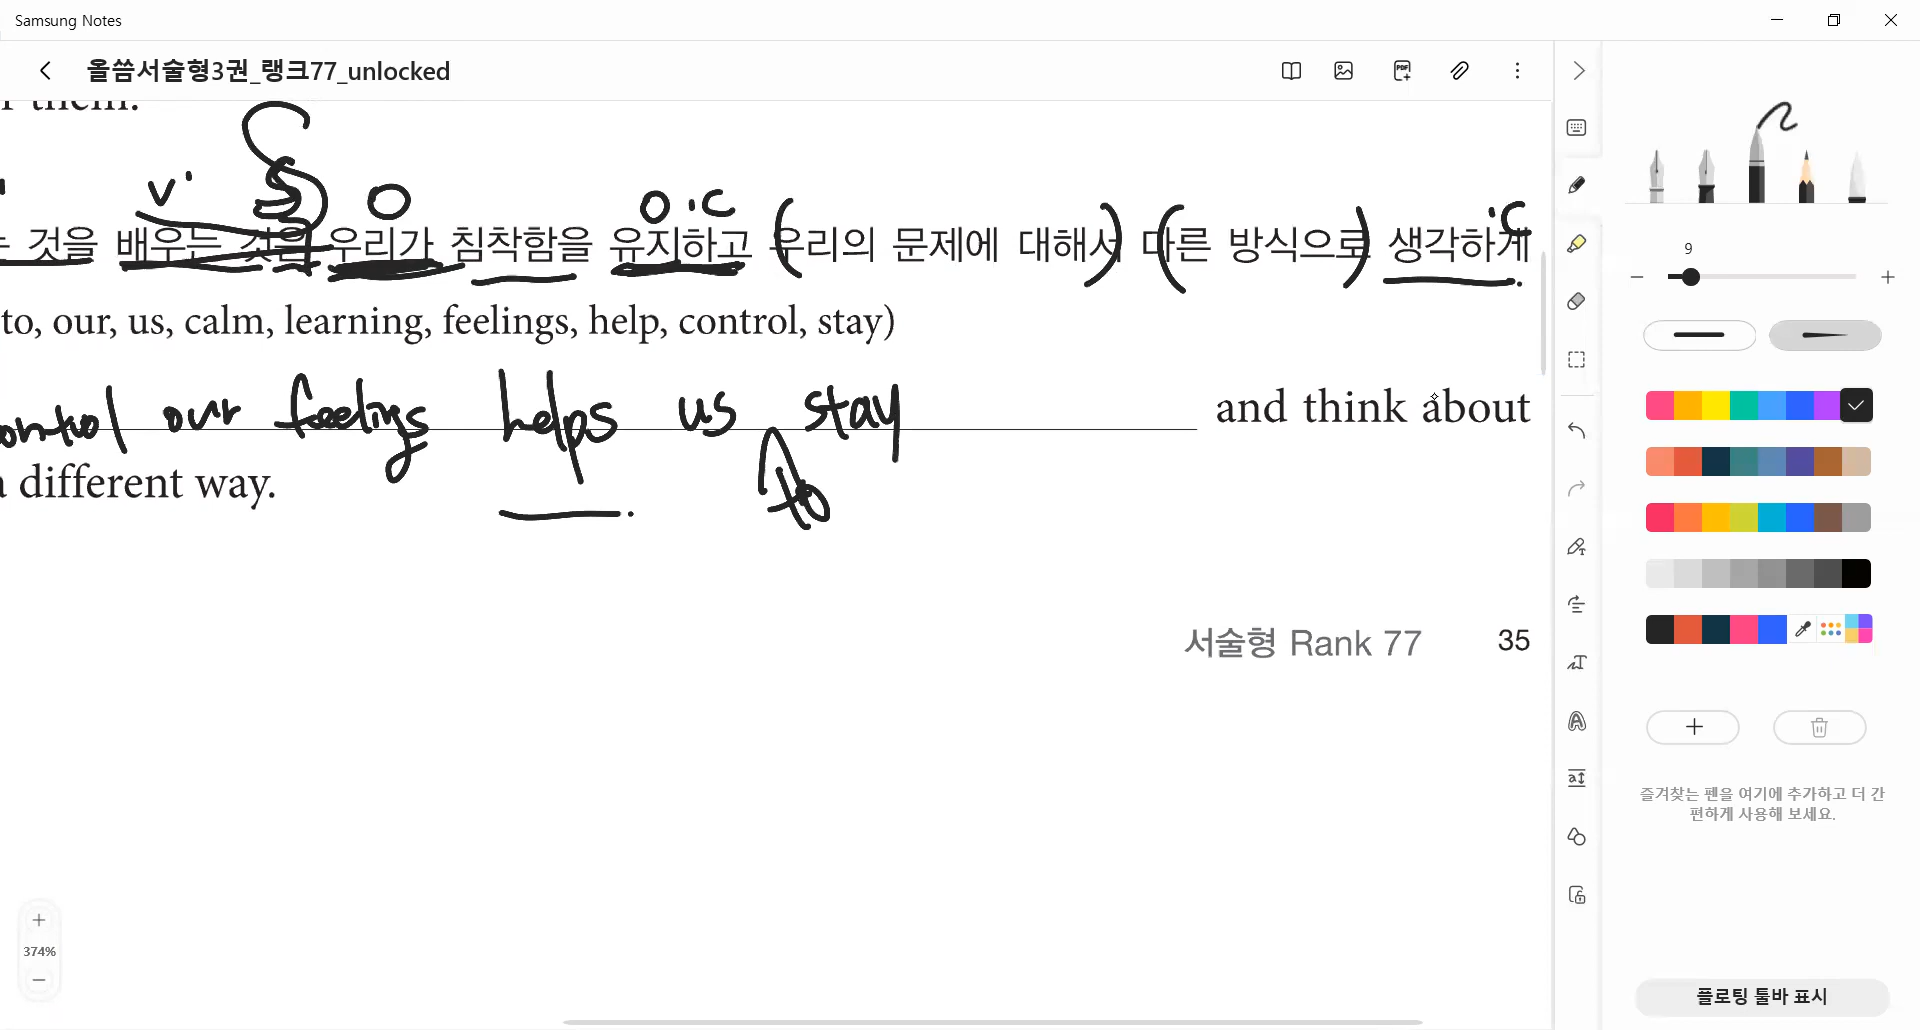 Samsung Notes
올씀서술형3권_랭크77_unlocked
them.
v'
S
O
O.C
.C
것을 배우는 것은 우리가 침착함을 유지하고 우리의 문제에 대해서 다른 방식으로 생각하게
to, our, us, calm, learning, feelings, help, control, stay)
control our feelings helps us stay and think about
to
a different way.
서술형 Rank 77 35
374%
9
즐겨찾는 펜을 여기에 추가하고 더 간
편하게 사용해 보세요.
플로팅 툴바 표시